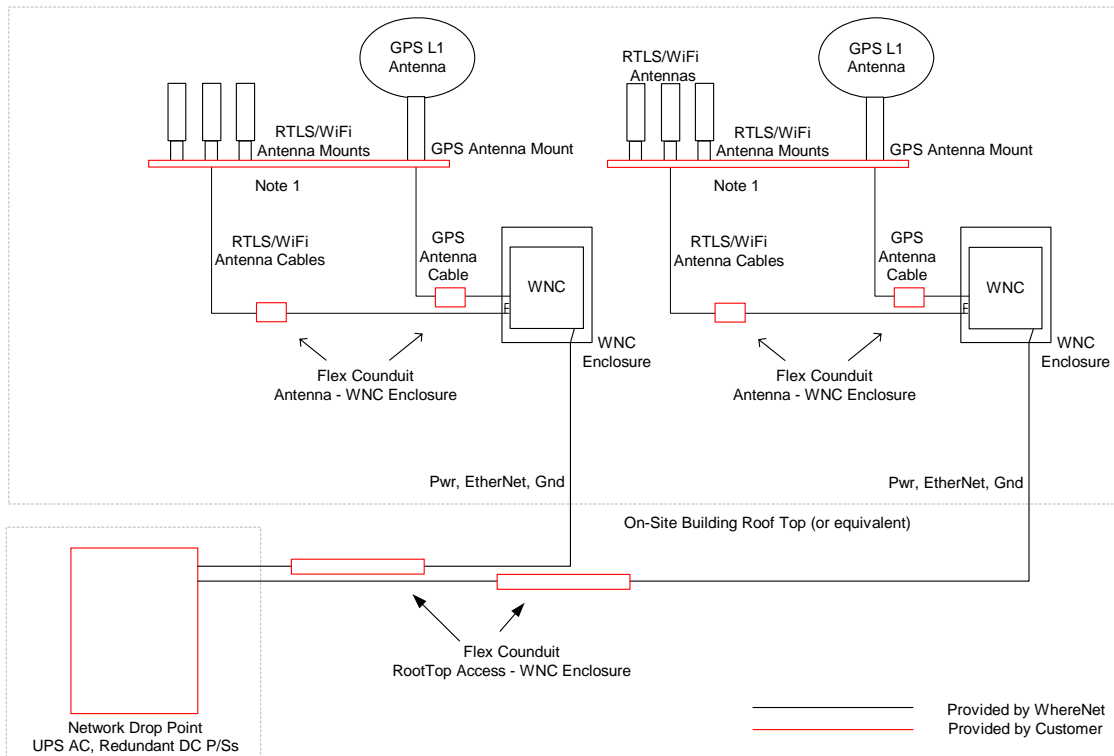 GPS L1
Antenna
RTLS/WiFi
Antenna Mounts
GPS Antenna Mount
Note 1
RTLS/WiFi
Antenna Cables
GPS
Antenna
Cable
WNC
WNC
Enclosure
Flex Counduit
Antenna - WNC Enclosure
Pwr, EtherNet, Gnd
RTLS/WiFi
Antennas
GPS L1
Antenna
RTLS/WiFi
Antenna Mounts
GPS Antenna Mount
Note 1
RTLS/WiFi
Antenna Cables
GPS
Antenna
Cable
WNC
WNC
Enclosure
Flex Counduit
Antenna - WNC Enclosure
Pwr, EtherNet, Gnd
On-Site Building Roof Top (or equivalent)
Flex Counduit
RootTop Access - WNC Enclosure
Network Drop Point
UPS AC, Redundant DC P/Ss
Provided by WhereNet
Provided by Customer